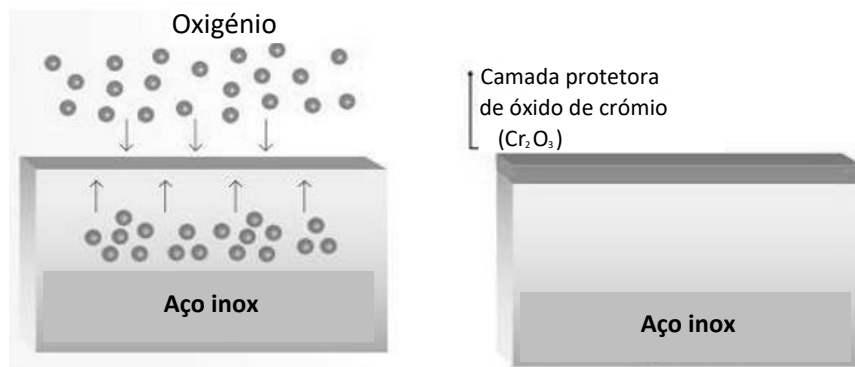 Oxigénio
Camada protetora
de óxido de crómio
(Cr₂O₃)
Aço inox
Aço inox